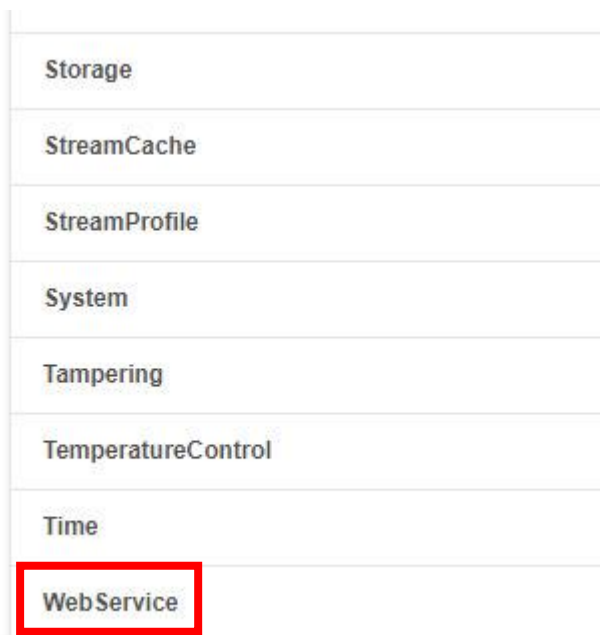 Storage
StreamCache
StreamProfile
System
Tampering
TemperatureControl
Time
WebService